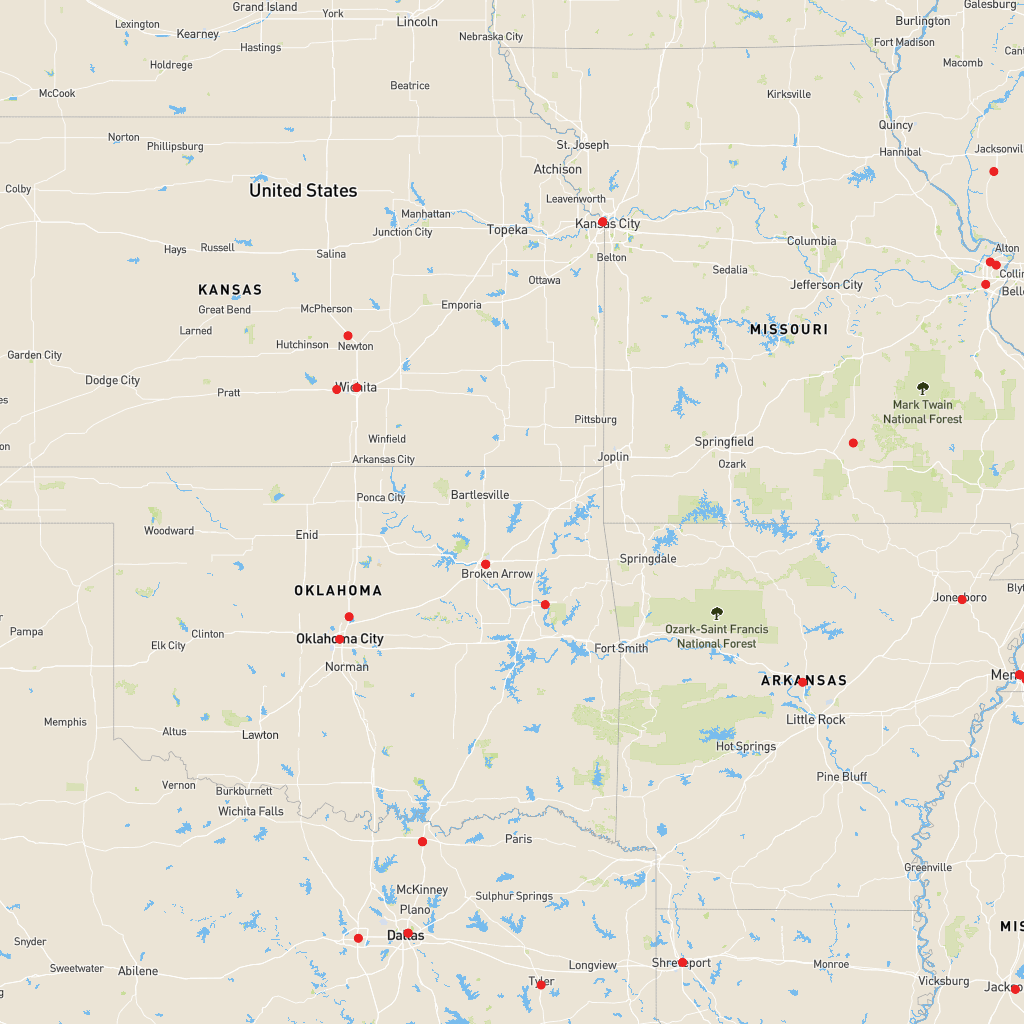 Grand Island
York
Lincoln
Galesburg
Lexington
Kearney
Nebraska City
Burlington
Hastings
Fort Madison
Holdrege
Macomb
Beatrice
McCook
Kirksville
Quincy
Norton
Phillipsburg
St. Joseph
Hannibal
Jacksonvil
Atchison
Colby
United States
Leavenworth
Manhattan
Junction City
Topeka
Kansas City
Columbia
Hays
Russell
Salina
Belton
Alton
Sedalia
Collin
Ottawa
Jefferson City
KANSAS
Belle
Great Bend
McPherson
Emporia
Larned
MISSOURI
Hutchinson
Newton
Garden City
Dodge City
Wichita
Pratt
Mark Twain
National Forest
Pittsburg
Winfield
Springfield
Arkansas City
Joplin
Ozark
Ponca City
Bartlesville
Woodward
Enid
Springdale
Broken Arrow
OKLAHOMA
Jonesboro
Pampa
Clinton
Oklahoma City
Ozark-Saint Francis
National Forest
Elk City
Fort Smith
Norman
ARKANSAS
Memphis
Little Rock
Altus
Lawton
Hot Springs
Vernon
Burkburnett
Pine Bluff
Wichita Falls
Paris
Greenville
McKinney
Sulphur Springs
Plano
Dallas
Snyder
Shreveport
Longview
Monroe
Sweetwater
Abilene
Tyler
Vicksburg